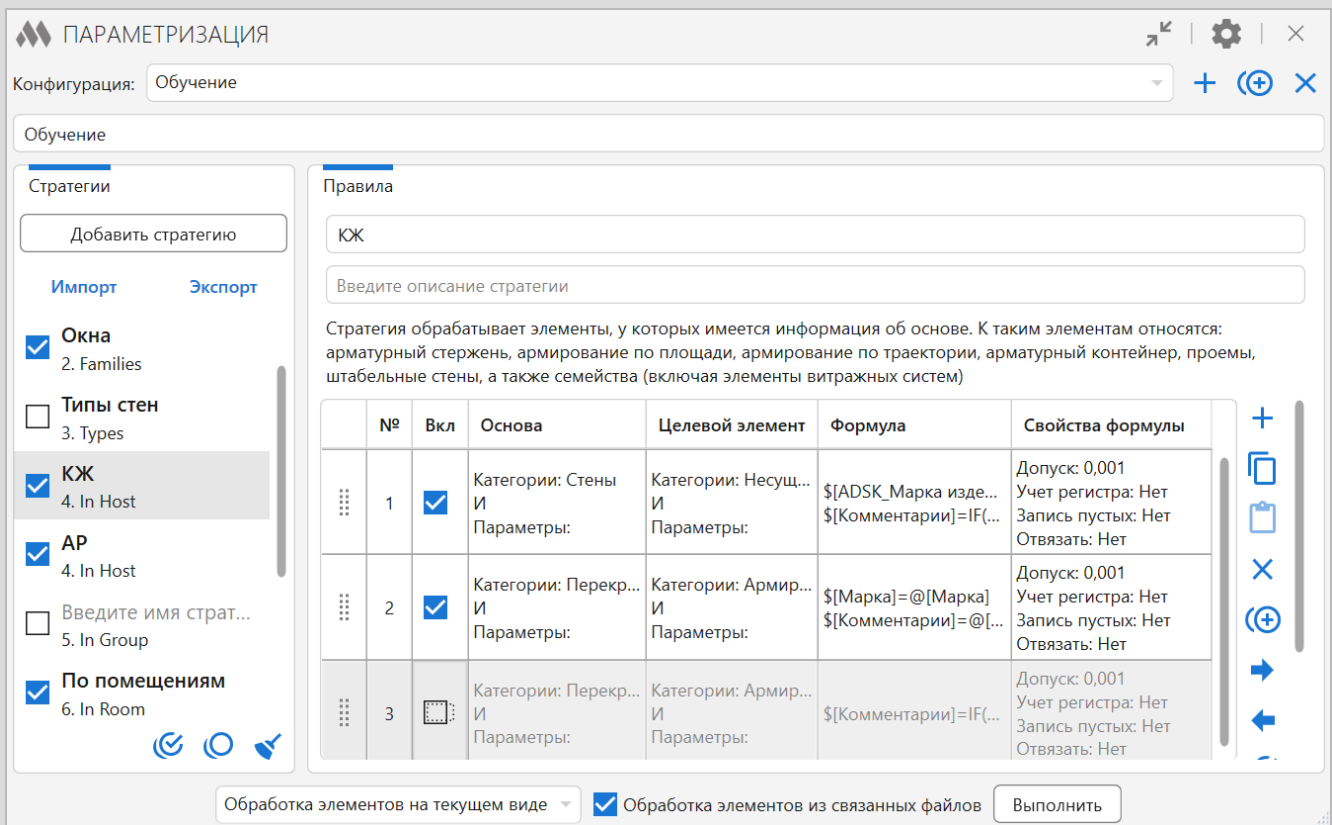 ПАРАМЕТРИЗАЦИЯ
Конфигурация: Обучение
Обучение
Стратегии
Добавить стратегию
Импорт Экспорт
Окна
2. Families
Типы стен
3. Types
КЖ
4. In Host
АР
4. In Host
Введите имя страт...
5. In Group
По помещениям
6. In Room
Правила
КЖ
Введите описание стратегии
Стратегия обрабатывает элементы, у которых имеется информация об основе. К таким элементам относятся:
арматурный стержень, армирование по площади, армирование по траектории, арматурный контейнер, проемы,
штабельные стены, а также семейства (включая элементы витражных систем)
№ Вкл Основа Целевой элемент Формула Свойства формулы
1
Категории: Стены
И
Параметры:
Категории: Несущ...
И
Параметры:
$[ADSK_Марка изде...
$[Комментарии]=IF(...
Допуск: 0,001
Учет регистра: Нет
Запись пустых: Нет
Отвязать: Нет
2
Категории: Перекр...
И
Параметры:
Категории: Армир...
И
Параметры:
$[Марка]=@[Марка]
$[Комментарии]=@[...
Допуск: 0,001
Учет регистра: Нет
Запись пустых: Нет
Отвязать: Нет
3
Категории: Перекр...
И
Параметры:
Категории: Армир...
И
Параметры:
$[Комментарии]=IF(...
Допуск: 0,001
Учет регистра: Нет
Запись пустых: Нет
Отвязать: Нет
Обработка элементов на текущем виде Обработка элементов из связанных файлов Выполнить